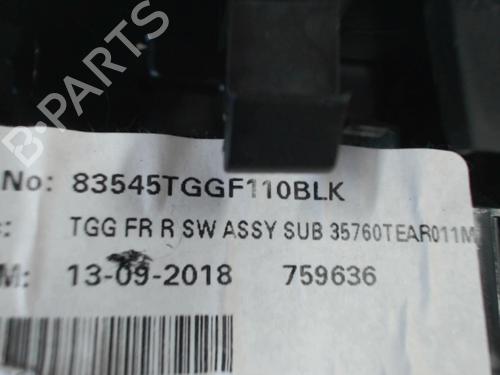 No: 83545TGGF110BLK
: TGG FR R SW ASSY SUB 35760TEAR011M
M: 13-09-2018 759636
B-PARTS